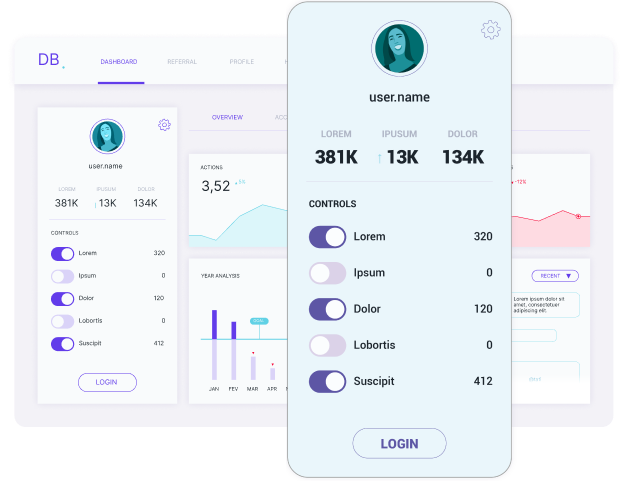 DB.
DASHBOARD
REFERRAL
PROFILE
user.name
LOREM IPUSUM DOLOR
381K ↑ 13K 134K
CONTROLS
Lorem 320
Ipsum 0
Dolor 120
Lobortis 0
Suscipit 412
LOGIN
OVERVIEW
ACTIONS
3,52
YEAR ANALYSIS
JAN FEV MAR APR
user.name
LOREM IPUSUM DOLOR
381K ↑ 13K 134K
CONTROLS
Lorem 320
Ipsum 0
Dolor 120
Lobortis 0
Suscipit 412
LOGIN
-12%
RECENT
Lorem ipsum dolor sit
amet, consectetuer
adipiscing elit.